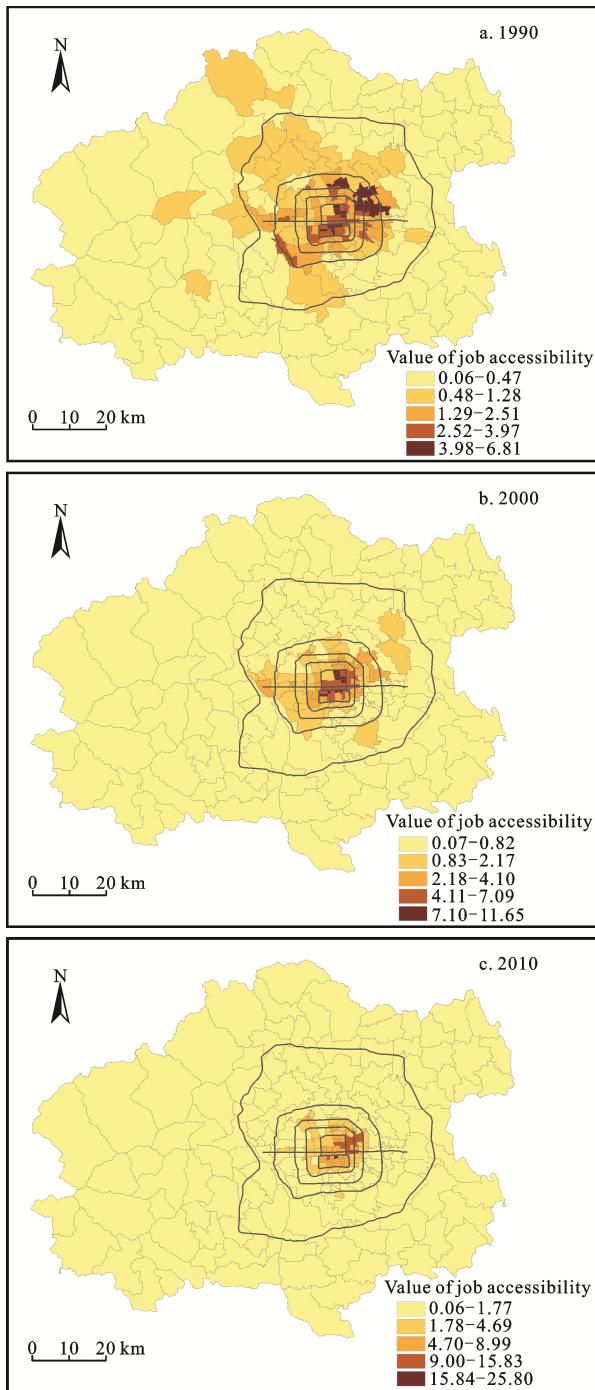 a. 1990
N
Value of job accessibility
0.06−0.47
0.48−1.28
1.29−2.51
2.52−3.97
3.98−6.81
0 10 20 km
b. 2000
N
Value of job accessibility
0.07−0.82
0.83−2.17
2.18−4.10
4.11−7.09
7.10−11.65
0 10 20 km
c. 2010
N
Value of job accessibility
0.06−1.77
1.78−4.69
4.70−8.99
9.00−15.83
15.84−25.80
0 10 20 km